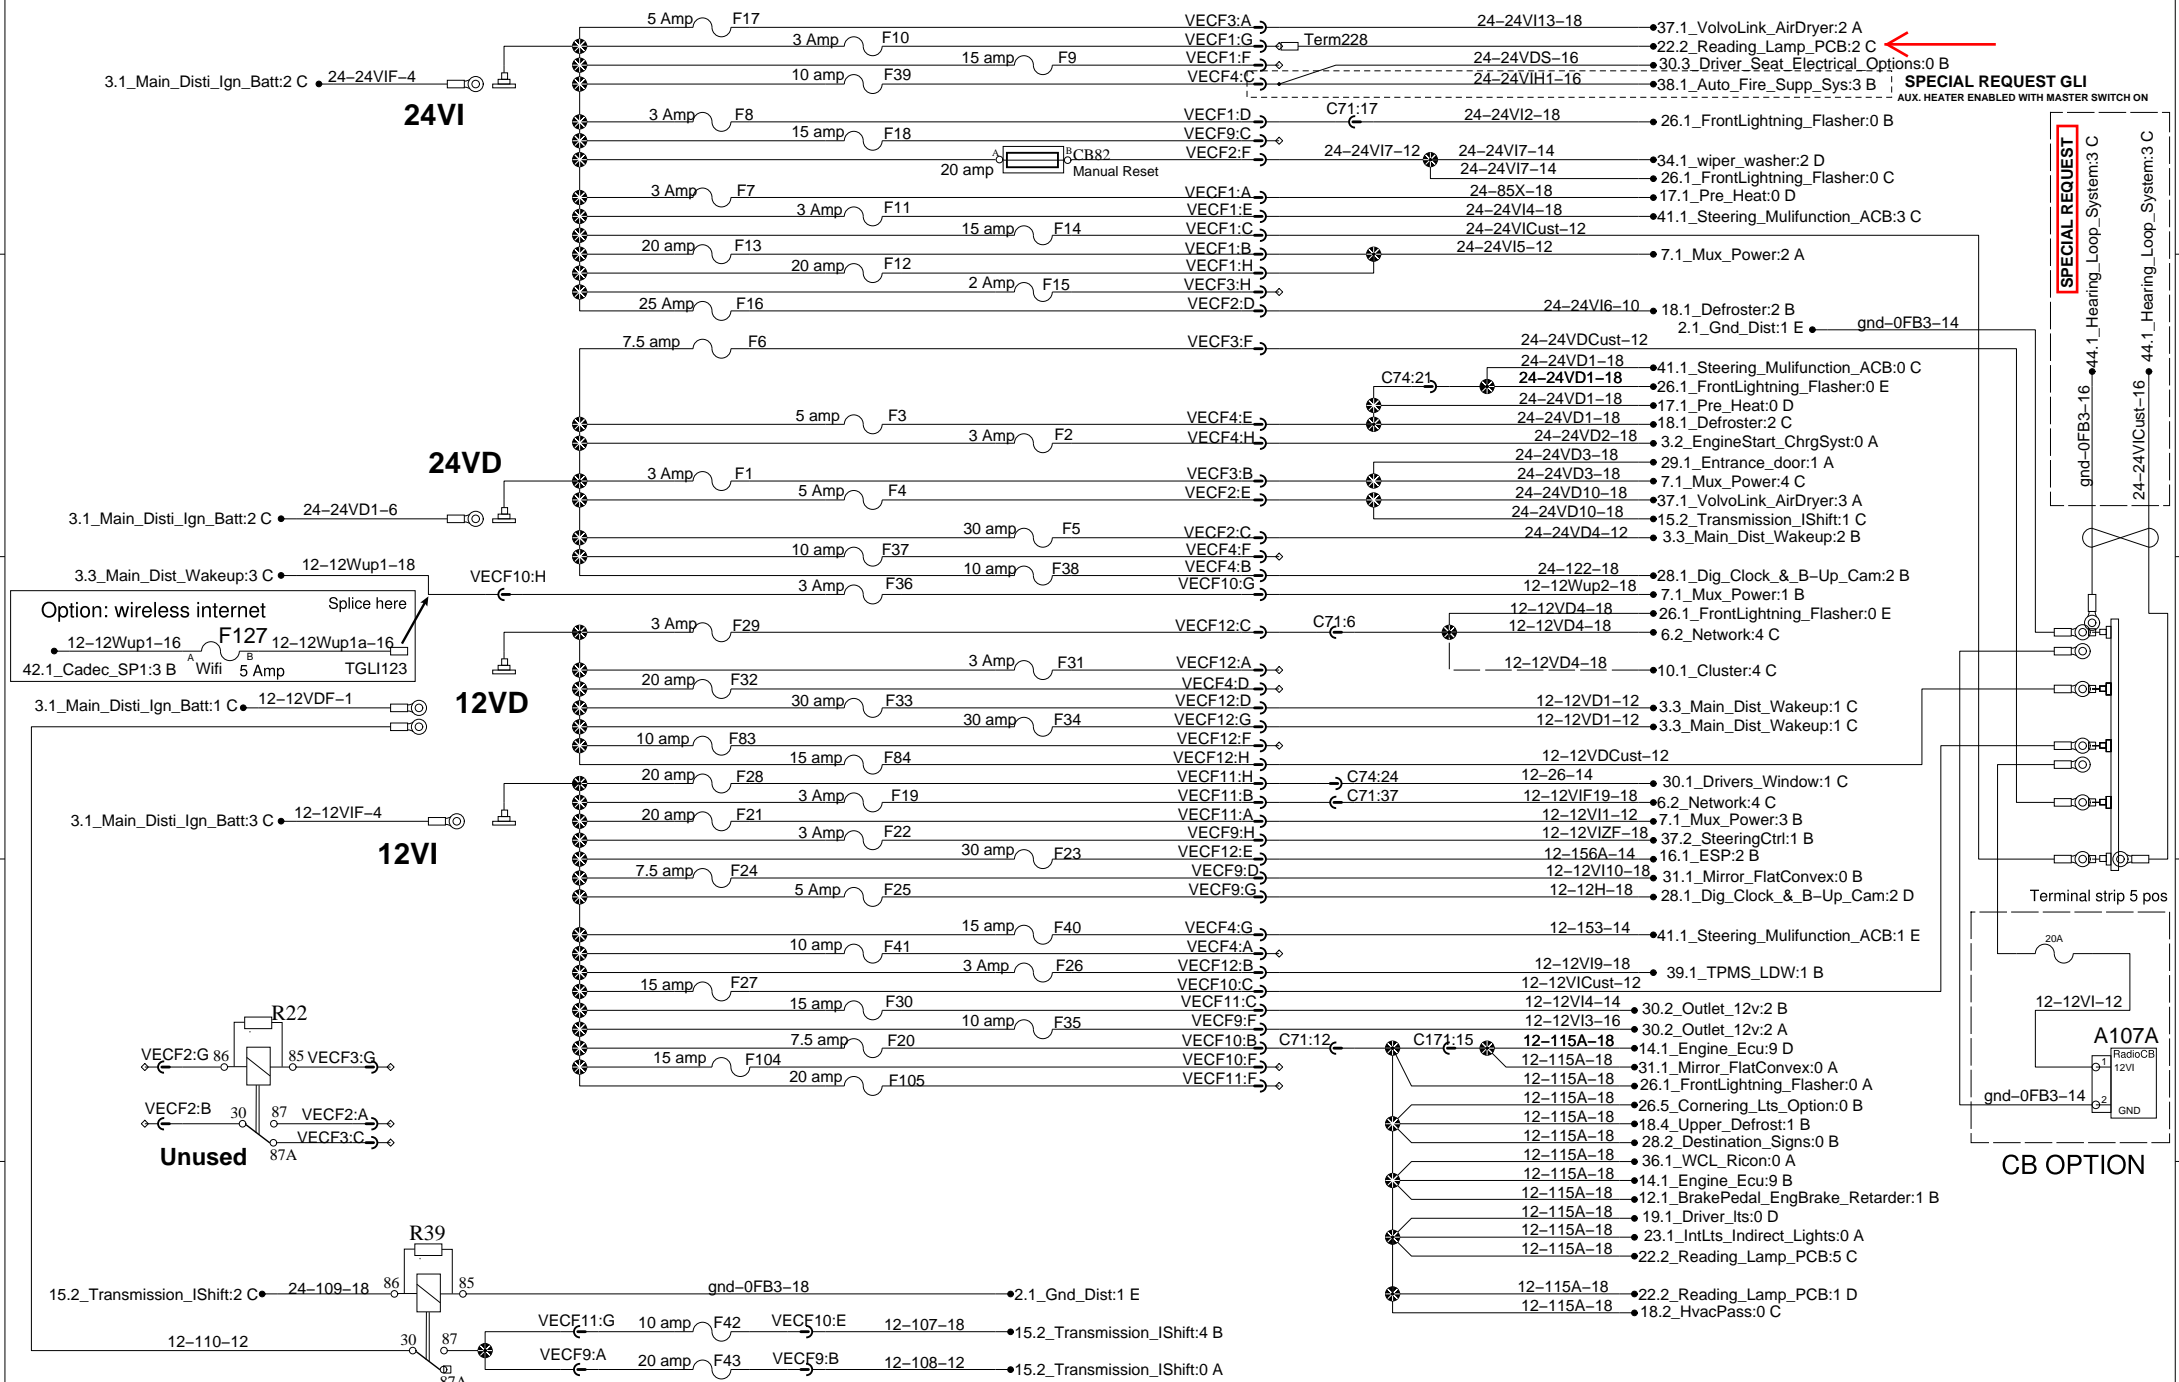 5 Amp F17 VECF3:A 24-24VI13-18 37.1_VolvoLink_AirDryer:2 A
3 Amp F10 VECF1:G Term228 22.2_Reading_Lamp_PCB:2 C
15 amp F9 VECF1:F 24-24VDS-16 30.3_Driver_Seat_Electrical_Options:0 B
3.1_Main_Disti_Ign_Batt:2 C 24-24VIF-4 10 amp F39 VECF4:C 24-24VIH1-16 38.1_Auto_Fire_Supp_Sys:3 B
SPECIAL REQUEST GLI
AUX. HEATER ENABLED WITH MASTER SWITCH ON
24VI
3 Amp F8 VECF1:D C71:17 24-24VI2-18 26.1_FrontLightning_Flasher:0 B
15 amp F18 VECF9:C
20 amp A B CB82 Manual Reset VECF2:F 24-24VI7-12 24-24VI7-14 34.1_wiper_washer:2 D
24-24VI7-14 26.1_FrontLightning_Flasher:0 C
3 Amp F7 VECF1:A 24-85X-18 17.1_Pre_Heat:0 D
3 Amp F11 VECF1:E 24-24VI4-18 41.1_Steering_Mulifunction_ACB:3 C
15 amp F14 VECF1:C 24-24VICust-12
20 amp F13 VECF1:B 24-24VI5-12 7.1_Mux_Power:2 A
20 amp F12 VECF1:H
2 Amp F15 VECF3:H
25 Amp F16 VECF2:D 24-24VI6-10 18.1_Defroster:2 B
2.1_Gnd_Dist:1 E gnd-0FB3-14
SPECIAL REQUEST
44.1_Hearing_Loop_System:3 C
44.1_Hearing_Loop_System:3 C
gnd-0FB3-16
24-24VICust-16
7.5 amp F6 VECF3:F 24-24VDCust-12
24-24VD1-18 41.1_Steering_Mulifunction_ACB:0 C
C74:21 24-24VD1-18 26.1_FrontLightning_Flasher:0 E
24-24VD1-18 17.1_Pre_Heat:0 D
5 amp F3 VECF4:E 24-24VD1-18 18.1_Defroster:2 C
3 Amp F2 VECF4:H 24-24VD2-18 3.2_EngineStart_ChrgSyst:0 A
24VD
24-24VD3-18 29.1_Entrance_door:1 A
3 Amp F1 VECF3:B 24-24VD3-18 7.1_Mux_Power:4 C
5 Amp F4 VECF2:E 24-24VD10-18 37.1_VolvoLink_AirDryer:3 A
3.1_Main_Disti_Ign_Batt:2 C 24-24VD1-6 24-24VD10-18 15.2_Transmission_IShift:1 C
30 amp F5 VECF2:C 24-24VD4-12 3.3_Main_Dist_Wakeup:2 B
10 amp F37 VECF4:F
3.3_Main_Dist_Wakeup:3 C 12-12Wup1-18 10 amp F38 VECF4:B 24-122-18 28.1_Dig_Clock_&_B-Up_Cam:2 B
VECF10:H 3 Amp F36 VECF10:G 12-12Wup2-18 7.1_Mux_Power:1 B
Option: wireless internet Splice here
12-12Wup1-16 F127 12-12Wup1a-16
A B
42.1_Cadec_SP1:3 B Wifi 5 Amp TGLI123
12-12VD4-18 26.1_FrontLightning_Flasher:0 E
3 Amp F29 VECF12:C C71:6 12-12VD4-18 6.2_Network:4 C
3 Amp F31 VECF12:A 12-12VD4-18 10.1_Cluster:4 C
20 amp F32 VECF4:D
12VD
3.1_Main_Disti_Ign_Batt:1 C 12-12VDF-1 30 amp F33 VECF12:D 12-12VD1-12 3.3_Main_Dist_Wakeup:1 C
30 amp F34 VECF12:G 12-12VD1-12 3.3_Main_Dist_Wakeup:1 C
10 amp F83 VECF12:F
15 amp F84 VECF12:H 12-12VDCust-12
20 amp F28 VECF11:H C74:24 12-26-14 30.1_Drivers_Window:1 C
3 Amp F19 VECF11:B C71:37 12-12VIF19-18 6.2_Network:4 C
3.1_Main_Disti_Ign_Batt:3 C 12-12VIF-4 20 amp F21 VECF11:A 12-12VI1-12 7.1_Mux_Power:3 B
3 Amp F22 VECF9:H 12-12VIZF-18 37.2_SteeringCtrl:1 B
12VI
30 amp F23 VECF12:E 12-156A-14 16.1_ESP:2 B
7.5 amp F24 VECF9:D 12-12VI10-18 31.1_Mirror_FlatConvex:0 B
5 Amp F25 VECF9:G 12-12H-18 28.1_Dig_Clock_&_B-Up_Cam:2 D
Terminal strip 5 pos
15 amp F40 VECF4:G 12-153-14 41.1_Steering_Mulifunction_ACB:1 E
10 amp F41 VECF4:A
3 Amp F26 VECF12:B 12-12VI9-18 39.1_TPMS_LDW:1 B
15 amp F27 VECF10:C 12-12VICust-12
15 amp F30 VECF11:C 12-12VI4-14 30.2_Outlet_12v:2 B
10 amp F35 VECF9:F 12-12VI3-16 30.2_Outlet_12v:2 A
7.5 amp F20 VECF10:B C71:12 C171:15 12-115A-18 14.1_Engine_Ecu:9 D
15 amp F104 VECF10:F 12-115A-18 31.1_Mirror_FlatConvex:0 A
20 amp F105 VECF11:F 12-115A-18 26.1_FrontLightning_Flasher:0 A
12-115A-18 26.5_Cornering_Lts_Option:0 B
12-115A-18 18.4_Upper_Defrost:1 B
12-115A-18 28.2_Destination_Signs:0 B
12-115A-18 36.1_WCL_Ricon:0 A
12-115A-18 14.1_Engine_Ecu:9 B
12-115A-18 12.1_BrakePedal_EngBrake_Retarder:1 B
12-115A-18 19.1_Driver_lts:0 D
12-115A-18 23.1_IntLts_Indirect_Lights:0 A
12-115A-18 22.2_Reading_Lamp_PCB:5 C
12-115A-18 22.2_Reading_Lamp_PCB:1 D
12-115A-18 18.2_HvacPass:0 C
20A
12-12VI-12
A107A
RadioCB
1 12VI
gnd-0FB3-14 2 GND
CB OPTION
R22
VECF2:G 86 85 VECF3:G
VECF2:B 30 87 VECF2:A
VECF3:C
87A
Unused
R39
15.2_Transmission_IShift:2 C 24-109-18 86 85 gnd-0FB3-18 2.1_Gnd_Dist:1 E
VECF11:G 10 amp F42 VECF10:E 12-107-18 15.2_Transmission_IShift:4 B
12-110-12 30 87
VECF9:A 20 amp F43 VECF9:B 12-108-12 15.2_Transmission_IShift:0 A
87A